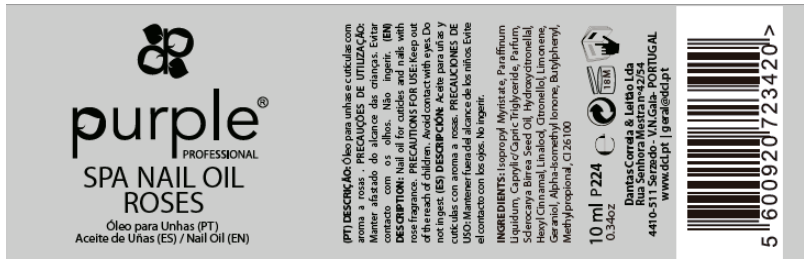 purple®
PROFESSIONAL
SPA NAIL OIL
ROSES
Óleo para Unhas (PT)
Aceite de Uñas (ES) / Nail Oil (EN)
(PT) DESCRIÇÃO: Óleo para unhas e cutículas com
aroma a rosas . PRECAUÇÕES DE UTILIZAÇÃO:
Manter afastado do alcance das crianças. Evitar
contacto com os olhos. Não ingerir. (EN)
DESCRIPTION: Nail oil for cuticles and nails with
rose fragrance. PRECAUTIONS FOR USE: Keep out
of the reach of children. Avoid contact with eyes. Do
not ingest. (ES) DESCRIPCIÓN: Aceite para uñas y
cutículas con aroma a rosas. PRECAUCIONES DE
USO: Mantener fuera del alcance de los niños. Evite
el contacto con los ojos. No ingerir.
INGREDIENTS: Isopropyl Myristate, Paraffinum
Liquidum, Caprylic/Capric Triglyceride, Parfum,
Sclerocarya Birrea Seed Oil, Hydroxycitronellal,
Hexyl Cinnamal, Linalool, Citronellol, Limonene,
Geraniol, Alpha-Isomethyl Ionone, Butylphenyl,
Methylpropional, CI 26100
18M
10 ml P224 e
0.34oz
Dantas Correia & Leitão Lda
Rua Senhora Mestra nº42/54
4410-511 Serzedo - V.N.Gaia- PORTUGAL
www.dcl.pt | geral@dcl.pt
5 600920 723420 >